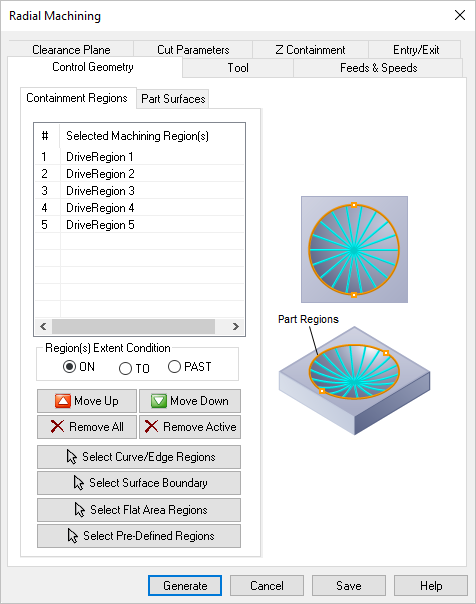 Radial Machining
Clearance Plane Cut Parameters Z Containment Entry/Exit
Control Geometry Tool Feeds & Speeds
Containment Regions Part Surfaces
# Selected Machining Region(s)
1 DriveRegion 1
2 DriveRegion 2
3 DriveRegion 3
4 DriveRegion 4
5 DriveRegion 5
Part Regions
Region(s) Extent Condition
ON TO PAST
Move Up Move Down
Remove All Remove Active
Select Curve/Edge Regions
Select Surface Boundary
Select Flat Area Regions
Select Pre-Defined Regions
Generate Cancel Save Help